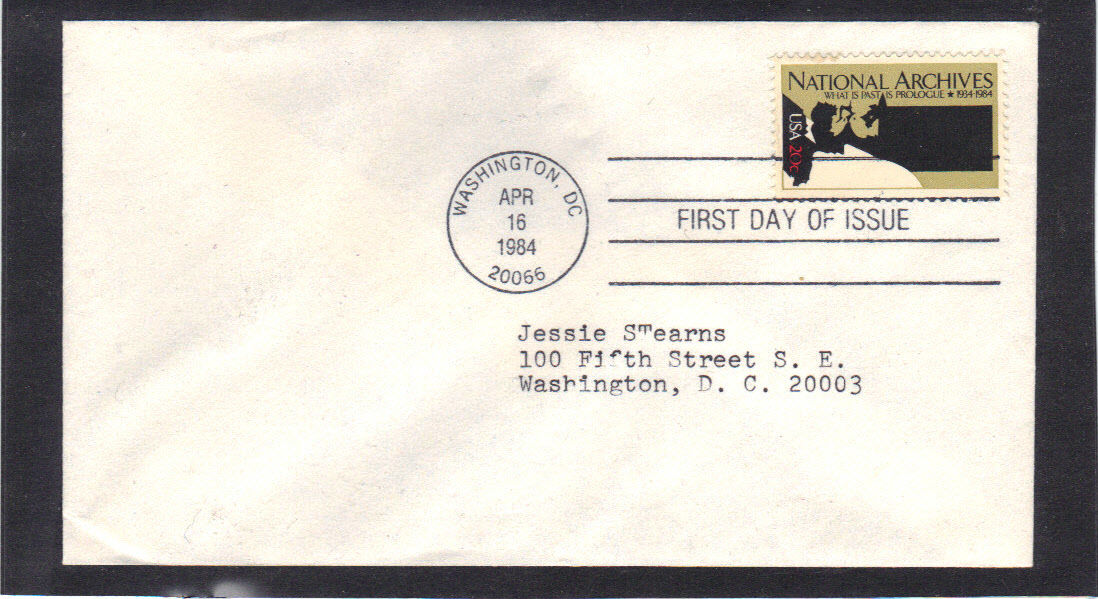 NATIONAL ARCHIVES
WHAT IS PAST IS PROLOGUE ★ 1934-1984
USA 20c
WASHINGTON, DC
APR
16
1984
20066
FIRST DAY OF ISSUE
Jessie STearns
100 Fifth Street S. E.
Washington, D. C. 20003